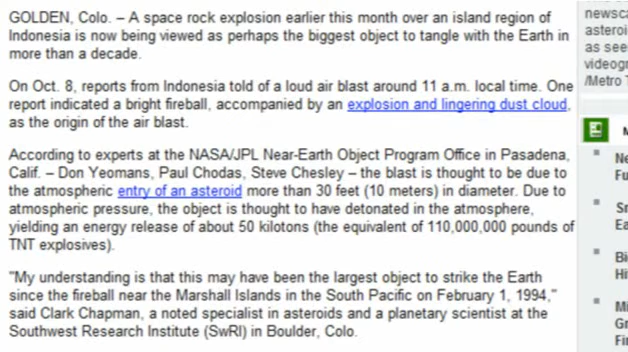 GOLDEN, Colo. – A space rock explosion earlier this month over an island region of
Indonesia is now being viewed as perhaps the biggest object to tangle with the Earth in
more than a decade.
On Oct. 8, reports from Indonesia told of a loud air blast around 11 a.m. local time. One
report indicated a bright fireball, accompanied by an explosion and lingering dust cloud,
as the origin of the air blast.
According to experts at the NASA/JPL Near-Earth Object Program Office in Pasadena,
Calif. – Don Yeomans, Paul Chodas, Steve Chesley – the blast is thought to be due to
the atmospheric entry of an asteroid more than 30 feet (10 meters) in diameter. Due to
atmospheric pressure, the object is thought to have detonated in the atmosphere,
yielding an energy release of about 50 kilotons (the equivalent of 110,000,000 pounds of
TNT explosives).
"My understanding is that this may have been the largest object to strike the Earth
since the fireball near the Marshall Islands in the South Pacific on February 1, 1994,"
said Clark Chapman, a noted specialist in asteroids and a planetary scientist at the
Southwest Research Institute (SwRI) in Boulder, Colo.
newsca
asteroi
as see
videogr
/Metro T
M
Ne
Fu
Sr
Ea
Bi
Hi
Mi
Gr
Fin